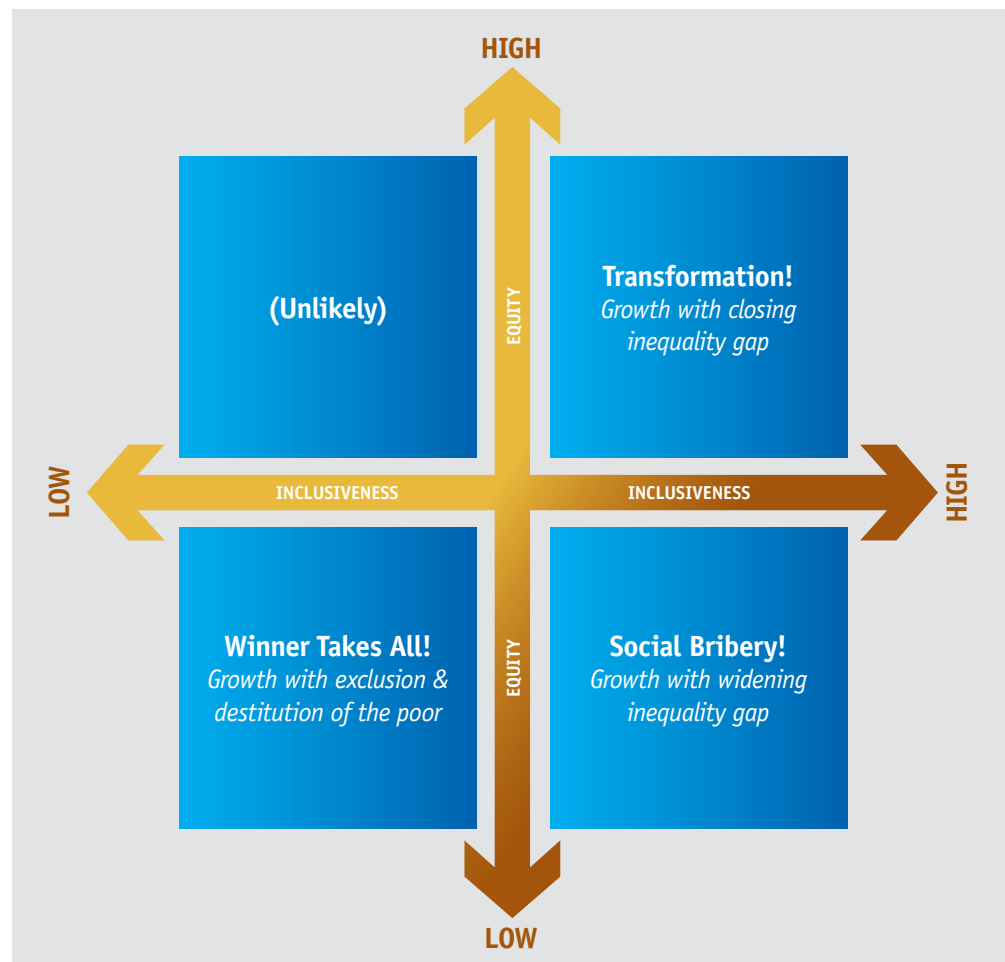 HIGH
(Unlikely)
EQUITY
Transformation!
Growth with closing
inequality gap
LOW
INCLUSIVENESS
INCLUSIVENESS
HIGH
Winner Takes All!
Growth with exclusion &
destitution of the poor
EQUITY
Social Bribery!
Growth with widening
inequality gap
LOW